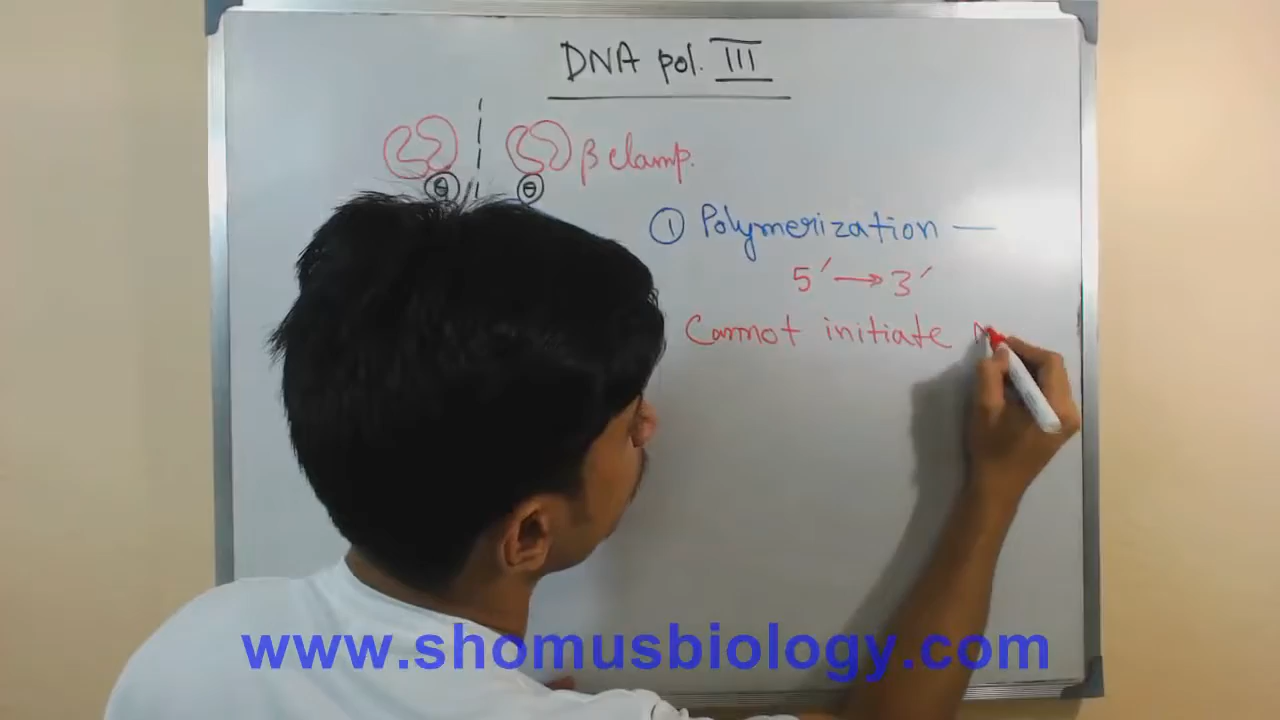 DNA pol. III
β clamp.
θ θ
① Polymerization —
5′ → 3′
Cannot initiate
www.shomusbiology.com